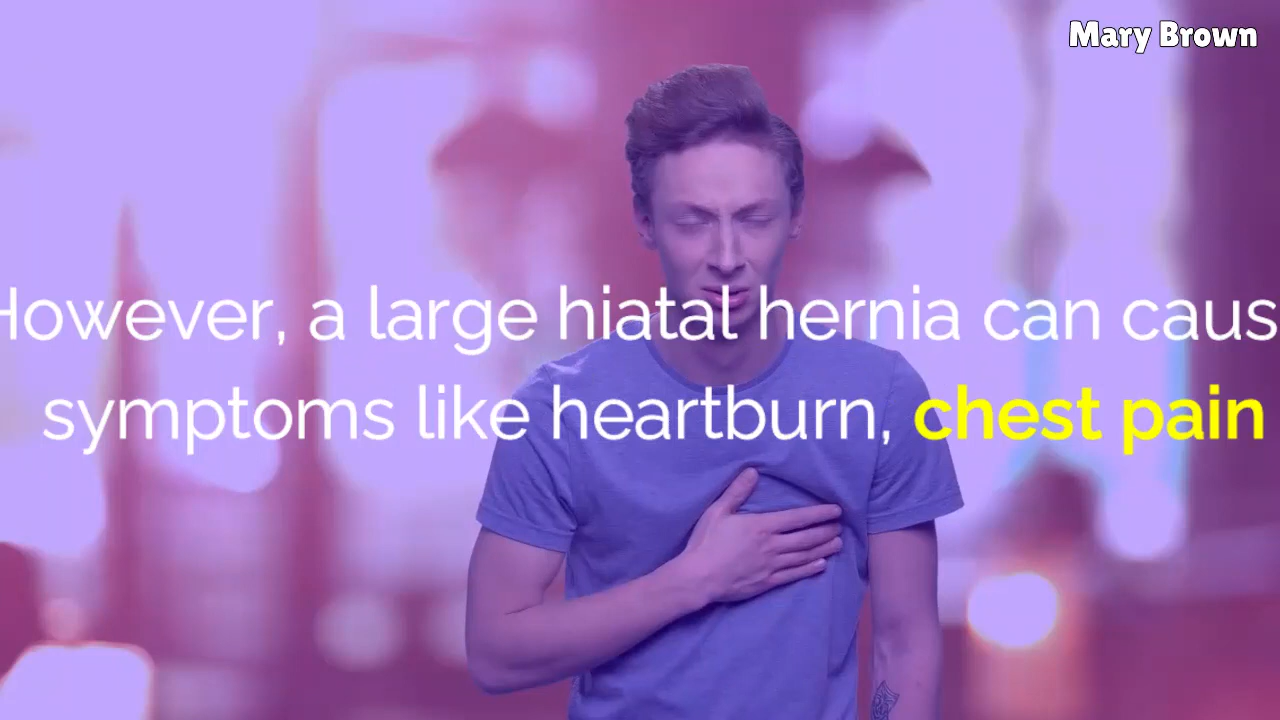 Mary Brown
However, a large hiatal hernia can caus
symptoms like heartburn, chest pain